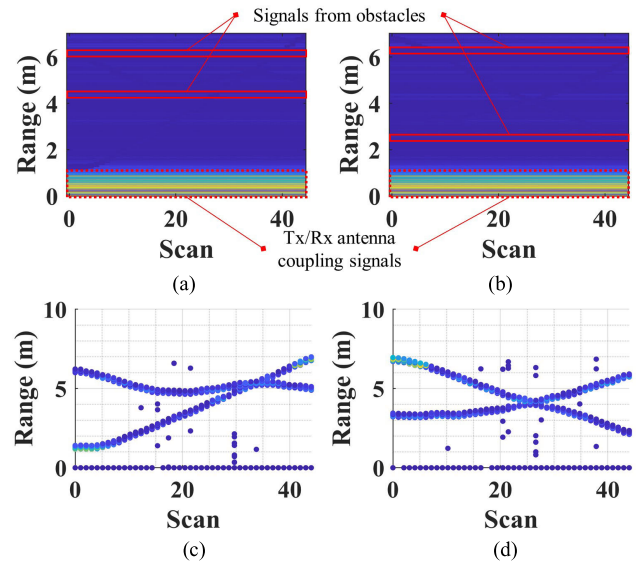 Signals from obstacles
Range (m)
6
4
2
0
0
20
40
Scan
(a)
Range (m)
6
4
2
0
0
20
40
Scan
(b)
Tx/Rx antenna
coupling signals
Range (m)
10
5
0
0
20
40
Scan
(c)
Range (m)
10
5
0
0
20
40
Scan
(d)